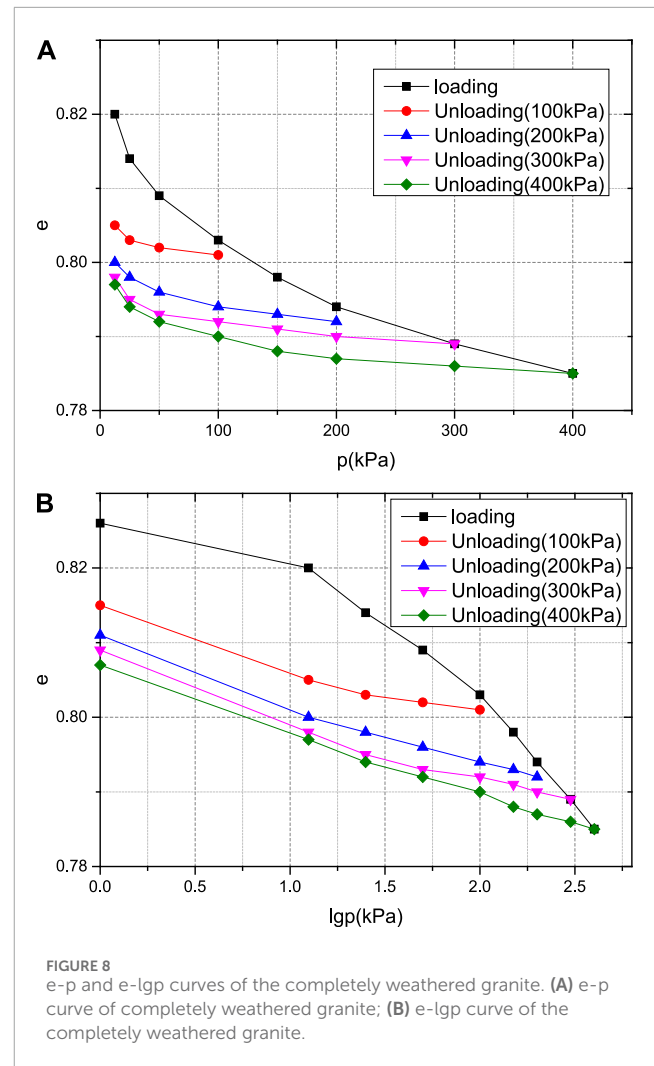 A
loading
Unloading(100kPa)
Unloading(200kPa)
Unloading(300kPa)
Unloading(400kPa)
0.82
0.80
0.78
e
0 100 200 300 400
p(kPa)
B
loading
Unloading(100kPa)
Unloading(200kPa)
Unloading(300kPa)
Unloading(400kPa)
0.82
0.80
0.78
e
0.0 0.5 1.0 1.5 2.0 2.5
lgp(kPa)
FIGURE 8
e-p and e-lgp curves of the completely weathered granite. (A) e-p
curve of completely weathered granite; (B) e-lgp curve of the
completely weathered granite.